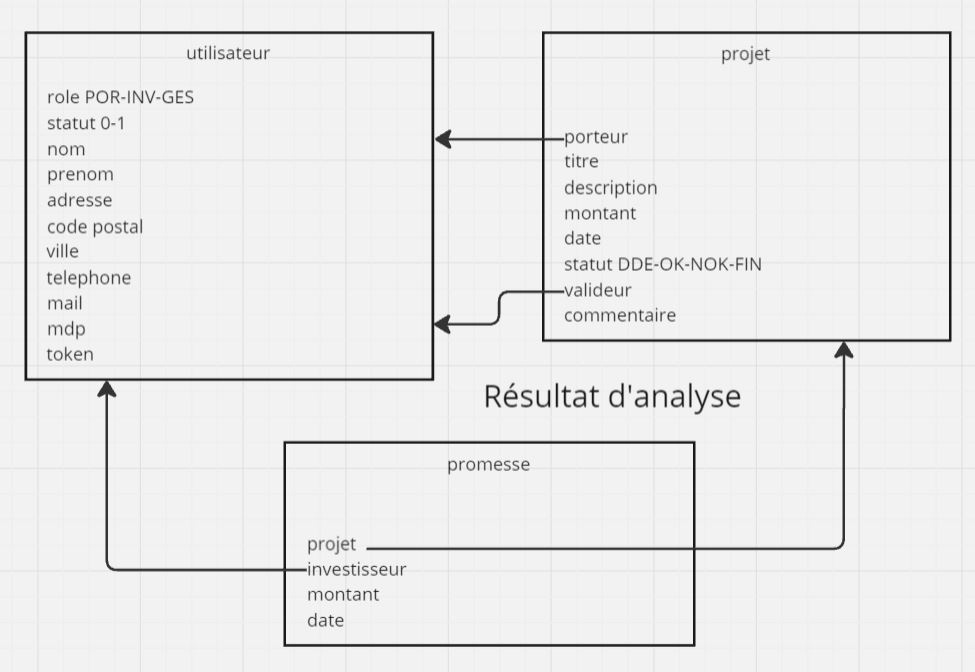 utilisateur
role POR-INV-GES
statut 0-1
nom
prenom
adresse
code postal
ville
telephone
mail
mdp
token
projet
porteur
titre
description
montant
date
statut DDE-OK-NOK-FIN
valideur
commentaire
Résultat d'analyse
promesse
projet
investisseur
montant
date